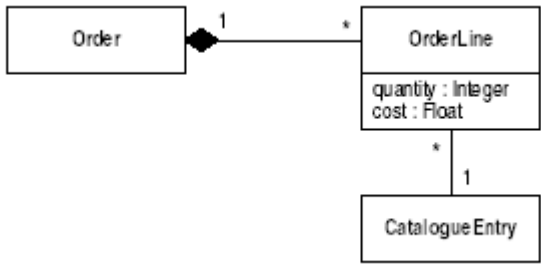 Order
1
*
OrderLine
quantity : Integer
cost : Float
*
1
CatalogueEntry